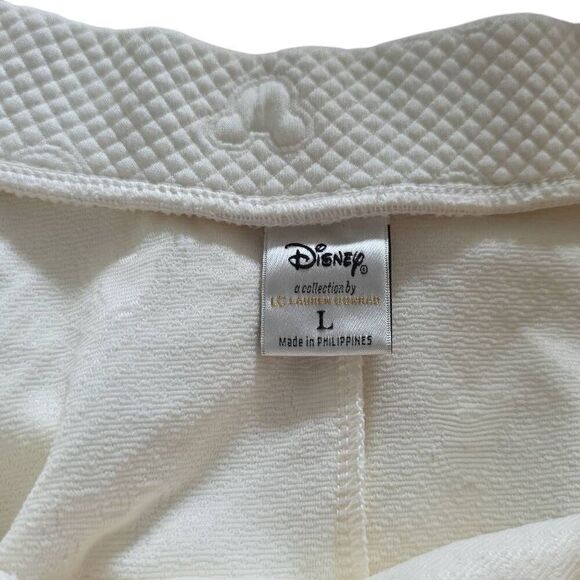 Disney®
a collection by
LC LAUREN CONRAD
L
Made in PHILIPPINES